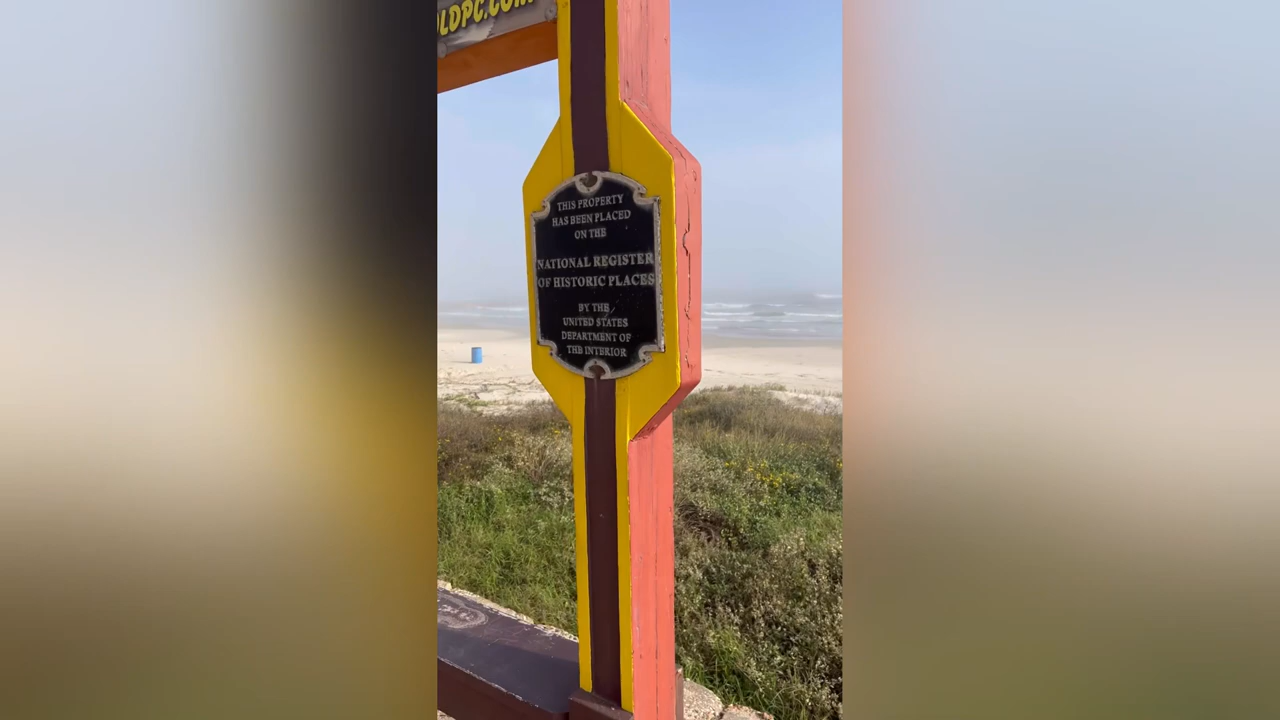 OLDPC.COM
THIS PROPERTY
HAS BEEN PLACED
ON THE
NATIONAL REGISTER
OF HISTORIC PLACES
BY THE
UNITED STATES
DEPARTMENT OF
THE INTERIOR